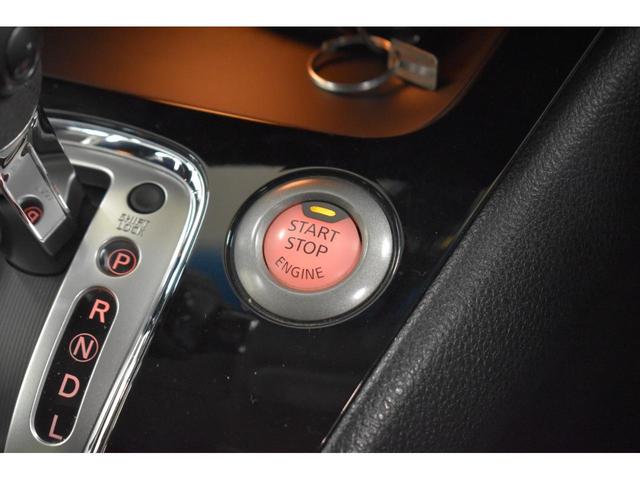 SHIFT
LOCK
P
R
N
D
L
START
STOP
ENGINE